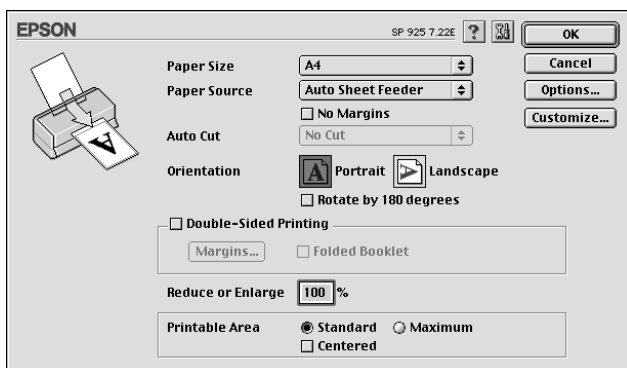 EPSON SP 925 7.22E ? OK
Paper Size A4 Cancel
Paper Source Auto Sheet Feeder Options...
No Margins Customize...
Auto Cut No Cut
Orientation A Portrait A Landscape
Rotate by 180 degrees
Double-Sided Printing
Margins... Folded Booklet
Reduce or Enlarge 100 %
Printable Area Standard Maximum
Centered
A